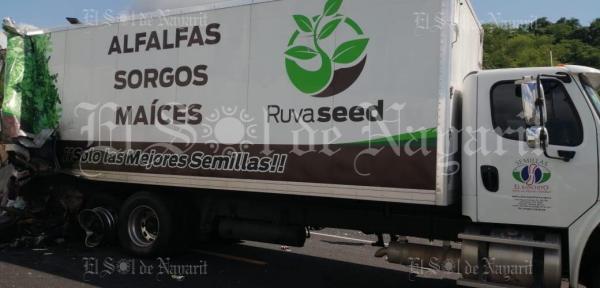 El Sol de Nayarit
El Sol de Nayarit
ALFALFAS
SORGOS
MAÍCES
Ruvaseed
El Sol de Nayarit
¡¡Solo las Mejores Semillas!!
SEMILLAS
El Sol de Nayarit
El Sol de Nayarit